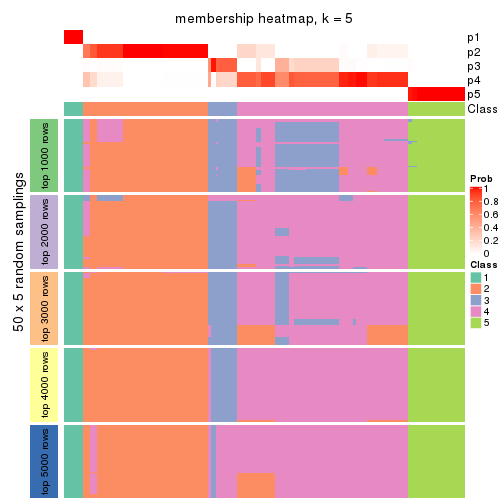 membership heatmap, k = 5
p1
p2
p3
p4
p5
Class
50 x 5 random samplings
top 1000 rows
top 2000 rows
top 3000 rows
top 4000 rows
top 5000 rows
Prob
1
0.8
0.6
0.4
0.2
0
Class
1
2
3
4
5